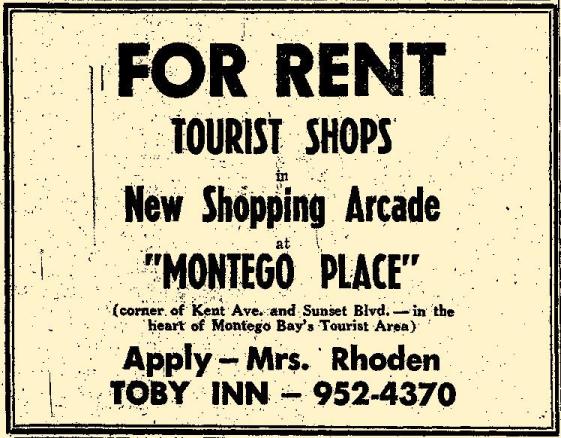 FOR RENT
TOURIST SHOPS
in
New Shopping Arcade
at
"MONTEGO PLACE"
(corner of Kent Ave. and Sunset Blvd. — in the
heart of Montego Bay's Tourist Area)
Apply – Mrs. Rhoden
TOBY INN – 952-4370